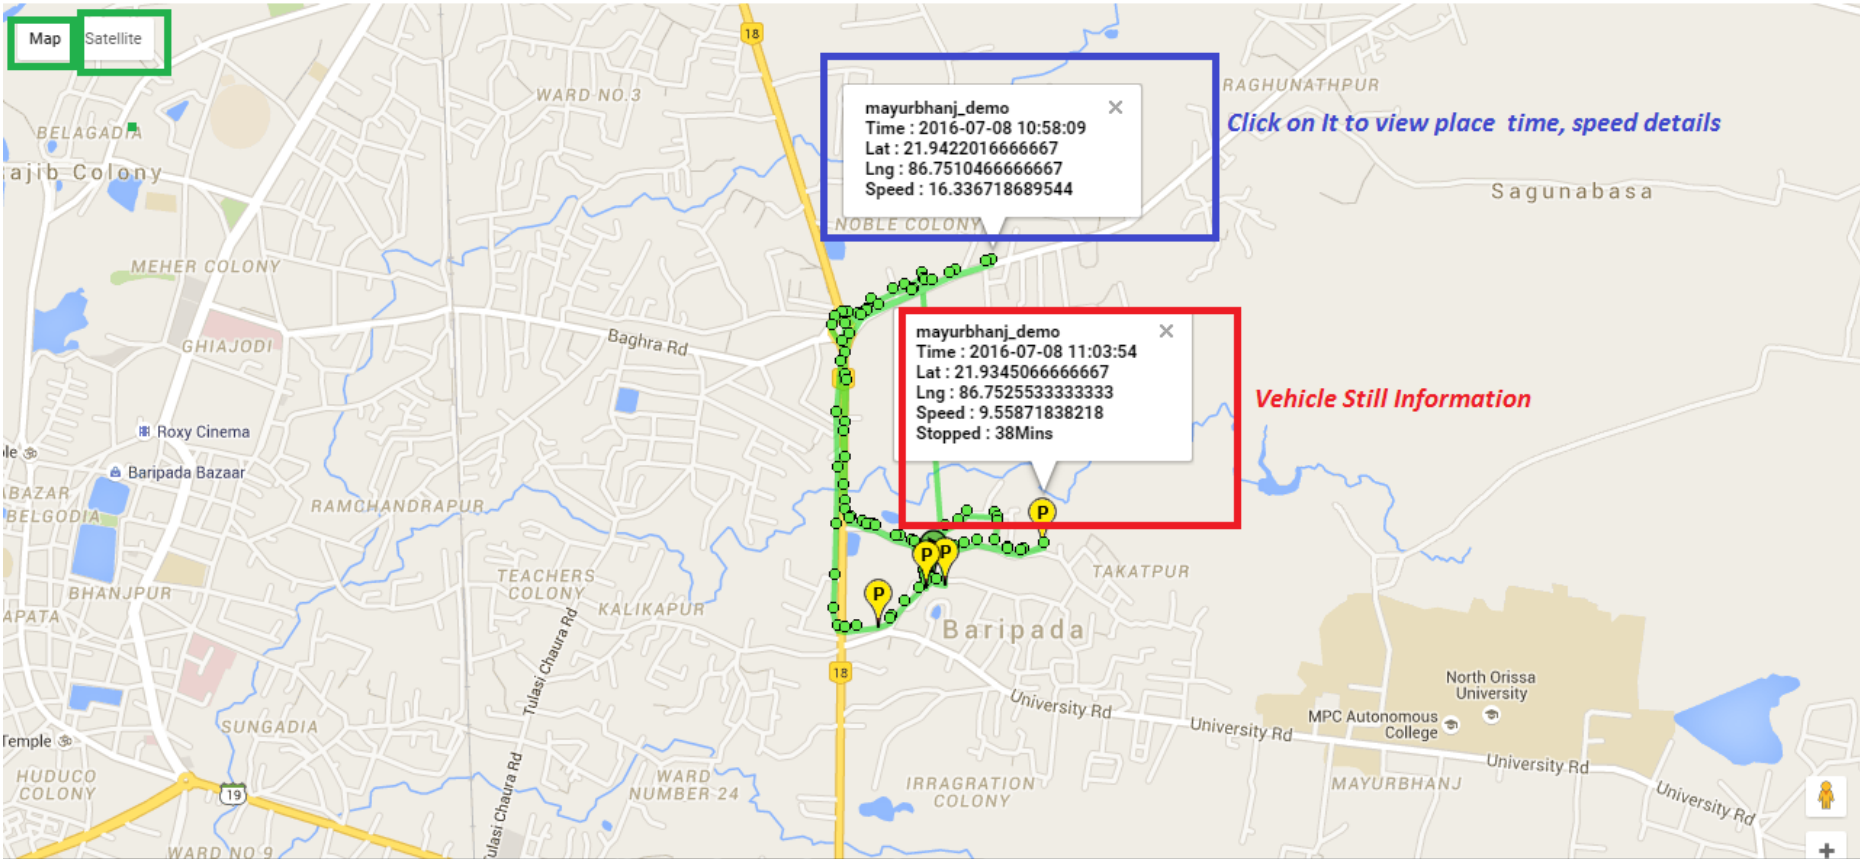 Map
Satellite
18
WARD NO.3
RAGHUNATHPUR
mayurbhanj_demo
Time : 2016-07-08 10:58:09
Lat : 21.9422016666667
Lng : 86.7510466666667
Speed : 16.336718689544
Click on It to view place time, speed details
BELAGADIA
ajib Colony
Sagunabasa
NOBLE COLONY
MEHER COLONY
GHIAJODI
Baghra Rd
mayurbhanj_demo
Time : 2016-07-08 11:03:54
Lat : 21.9345066666667
Lng : 86.7525533333333
Speed : 9.55871838218
Stopped : 38Mins
Vehicle Still Information
Roxy Cinema
ple
Baripada Bazaar
ABAZAR
BELGODIA
RAMCHANDRAPUR
P
P
P
P
TAKATPUR
TEACHERS
COLONY
BHANJPUR
KALIKAPUR
APATA
Baripada
Tulasi Chaura Rd
18
North Orissa
University
University Rd
MPC Autonomous
College
University Rd
SUNGADIA
Temple
University Rd
HUDUCO
COLONY
19
WARD
NUMBER 24
IRRAGRATION
COLONY
MAYURBHANJ
University Rd
ulasi Chaura Rd
WARD NO 9
+